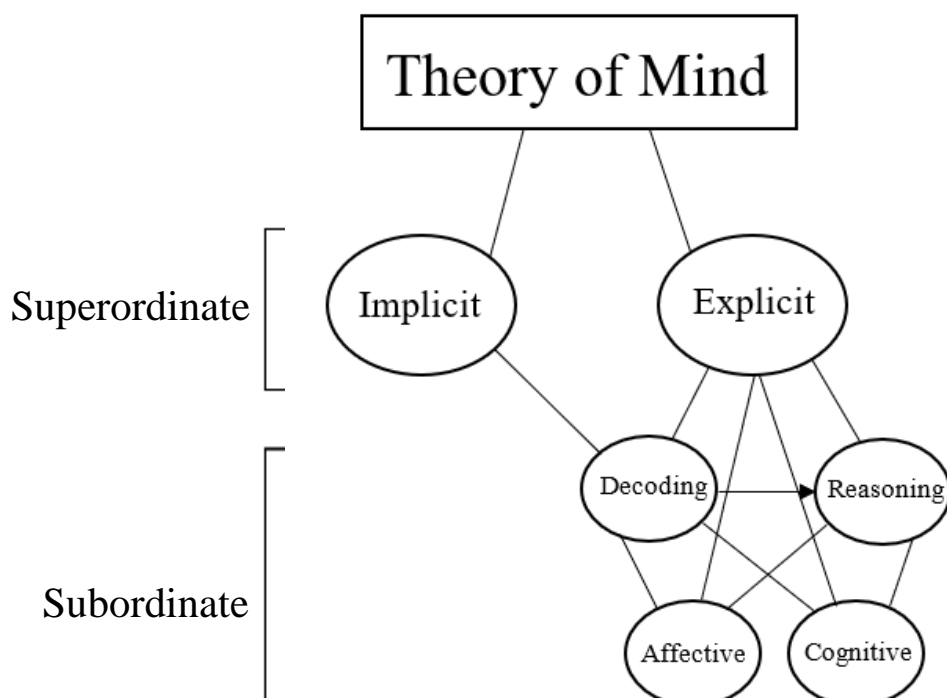 Theory of Mind
Superordinate
Implicit
Explicit
Decoding
Reasoning
Subordinate
Affective
Cognitive